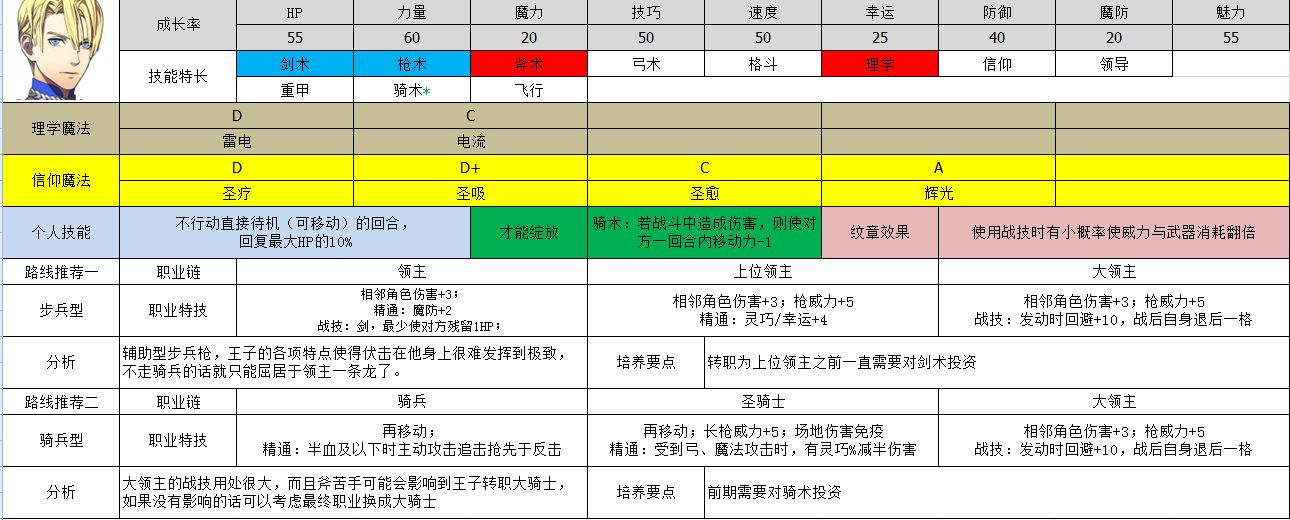 成长率 HP 力量 魔力 技巧 速度 幸运 防御 魔防 魅力
55 60 20 50 50 25 40 20 55
技能特长 剑术 枪术 斧术 弓术 格斗 理学 信仰 领导
重甲 骑术* 飞行
理学魔法 D C
雷电 电流
信仰魔法 D D+ C A
圣疗 圣吸 圣愈 辉光
个人技能
不行动直接待机（可移动）的回合，
回复最大HP的10%
才能绽放
骑术：若战斗中造成伤害，则使对
方一回合内移动力-1
纹章效果
使用战技时有小概率使威力与武器消耗翻倍
路线推荐一 职业链 领主 上位领主 大领主
步兵型 职业特技
相邻角色伤害+3；
精通：魔防+2
战技：剑，最少使对方残留1HP；
相邻角色伤害+3；枪威力+5
精通：灵巧/幸运+4
相邻角色伤害+3；枪威力+5
战技：发动时回避+10，战后自身退后一格
分析
辅助型步兵枪，王子的各项特点使得伏击在他身上很难发挥到极致，
不走骑兵的话就只能屈居于领主一条龙了。
培养要点
转职为上位领主之前一直需要对剑术投资
路线推荐二 职业链 骑兵 圣骑士 大领主
骑兵型 职业特技
再移动；
精通：半血及以下时主动攻击追击抢先于反击
再移动；长枪威力+5；场地伤害免疫
精通：受到弓、魔法攻击时，有灵巧%减半伤害
相邻角色伤害+3；枪威力+5
战技：发动时回避+10，战后自身退后一格
分析
大领主的战技用处很大，而且斧苦手可能会影响到王子转职大骑士，
如果没有影响的话可以考虑最终职业换成大骑士
培养要点
前期需要对骑术投资